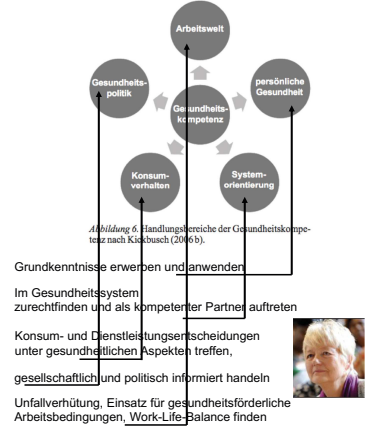 Arbeitswelt
Gesundheits-
politik
persönliche
Gesundheit
Gesundheits-
kompetenz
Konsum-
verhalten
System-
orientierung
Abbildung 6. Handlungsbereiche der Gesundheitskompe-
tenz nach Kickbusch (2006b).
Grundkenntnisse erwerben und anwenden
Im Gesundheitssystem
zurechtfinden und als kompetenter Partner auftreten
Konsum- und Dienstleistungsentscheidungen
unter gesundheitlichen Aspekten treffen,
gesellschaftlich und politisch informiert handeln
Unfallverhütung, Einsatz für gesundheitsförderliche
Arbeitsbedingungen, Work-Life-Balance finden